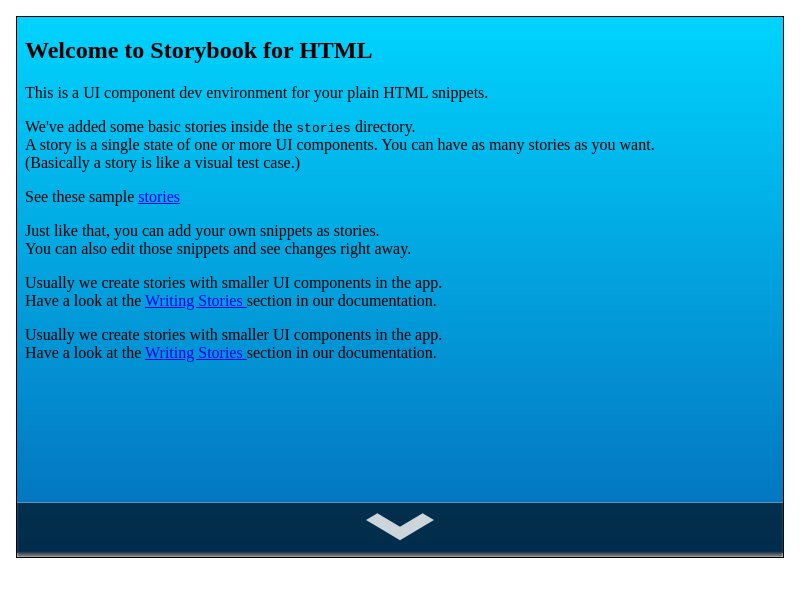 Welcome to Storybook for HTML
This is a UI component dev environment for your plain HTML snippets.
We've added some basic stories inside the stories directory.
A story is a single state of one or more UI components. You can have as many stories as you want.
(Basically a story is like a visual test case.)
See these sample stories
Just like that, you can add your own snippets as stories.
You can also edit those snippets and see changes right away.
Usually we create stories with smaller UI components in the app.
Have a look at the Writing Stories section in our documentation.
Usually we create stories with smaller UI components in the app.
Have a look at the Writing Stories section in our documentation.